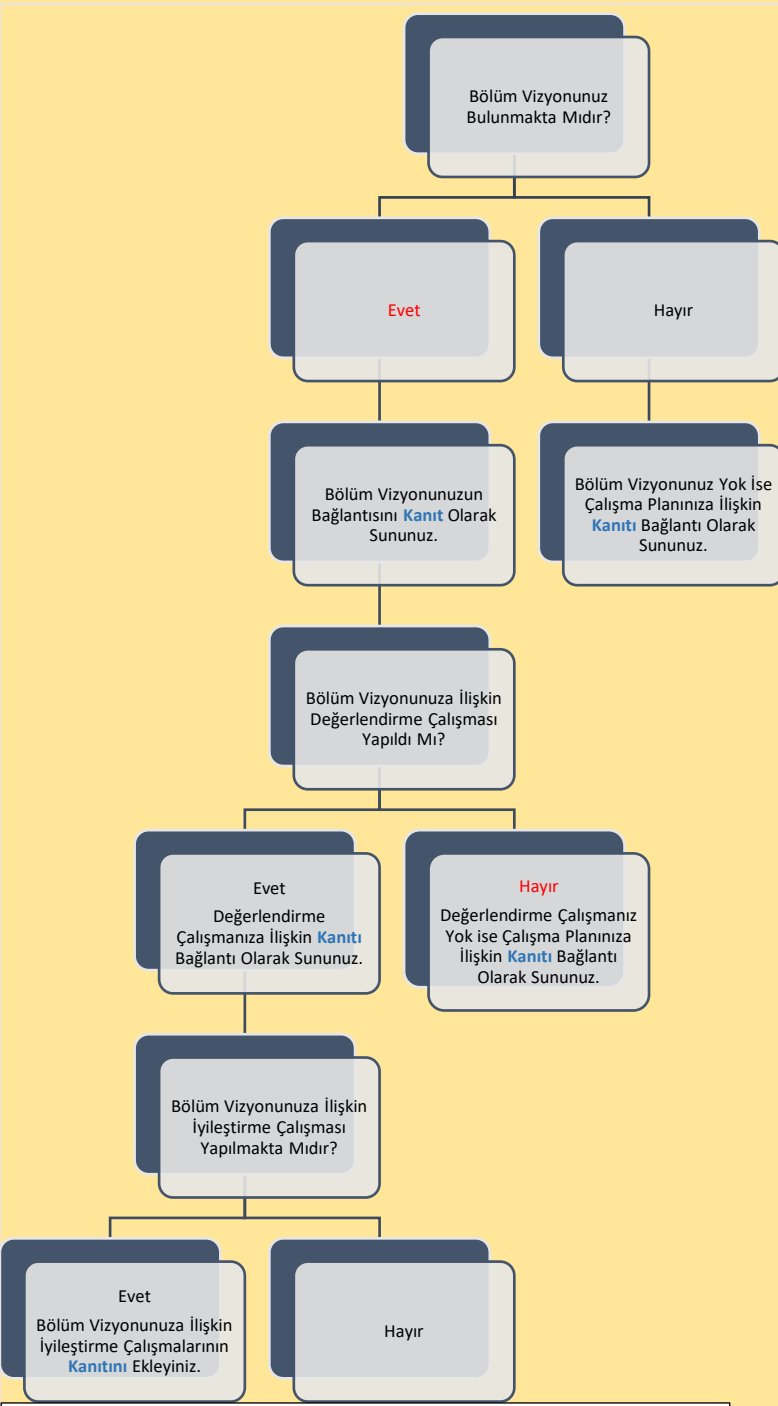 Bölüm Vizyonunuz
Bulunmakta Mıdır?
Evet
Hayır
Bölüm Vizyonunuzun
Bağlantısını Kanıt Olarak
Sununuz.
Bölüm Vizyonunuz Yok İse
Çalışma Planınıza İlişkin
Kanıtı Bağlantı Olarak
Sununuz.
Bölüm Vizyonunuza İlişkin
Değerlendirme Çalışması
Yapıldı Mı?
Evet
Değerlendirme
Çalışmanıza İlişkin Kanıtı
Bağlantı Olarak Sununuz.
Hayır
Değerlendirme Çalışmanız
Yok ise Çalışma Planınıza
İlişkin Kanıtı Bağlantı
Olarak Sununuz.
Bölüm Vizyonunuza İlişkin
İyileştirme Çalışması
Yapılmakta Mıdır?
Evet
Bölüm Vizyonunuza İlişkin
İyileştirme Çalışmalarının
Kanıtını Ekleyiniz.
Hayır